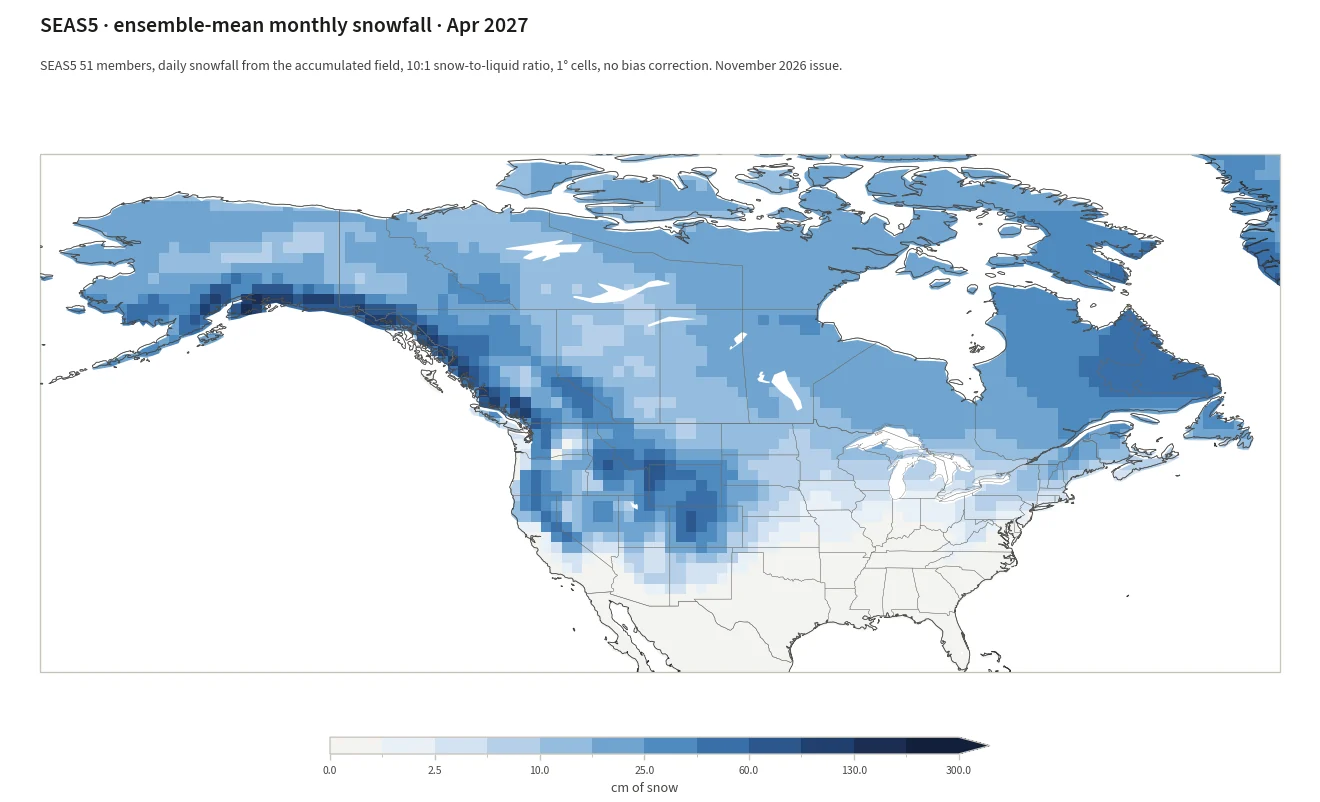 SEAS5 · ensemble-mean monthly snowfall · Apr 2027
SEAS5 51 members, daily snowfall from the accumulated field, 10:1 snow-to-liquid ratio, 1° cells, no bias correction. November 2026 issue.
0.0 2.5 10.0 25.0 60.0 130.0 300.0
cm of snow